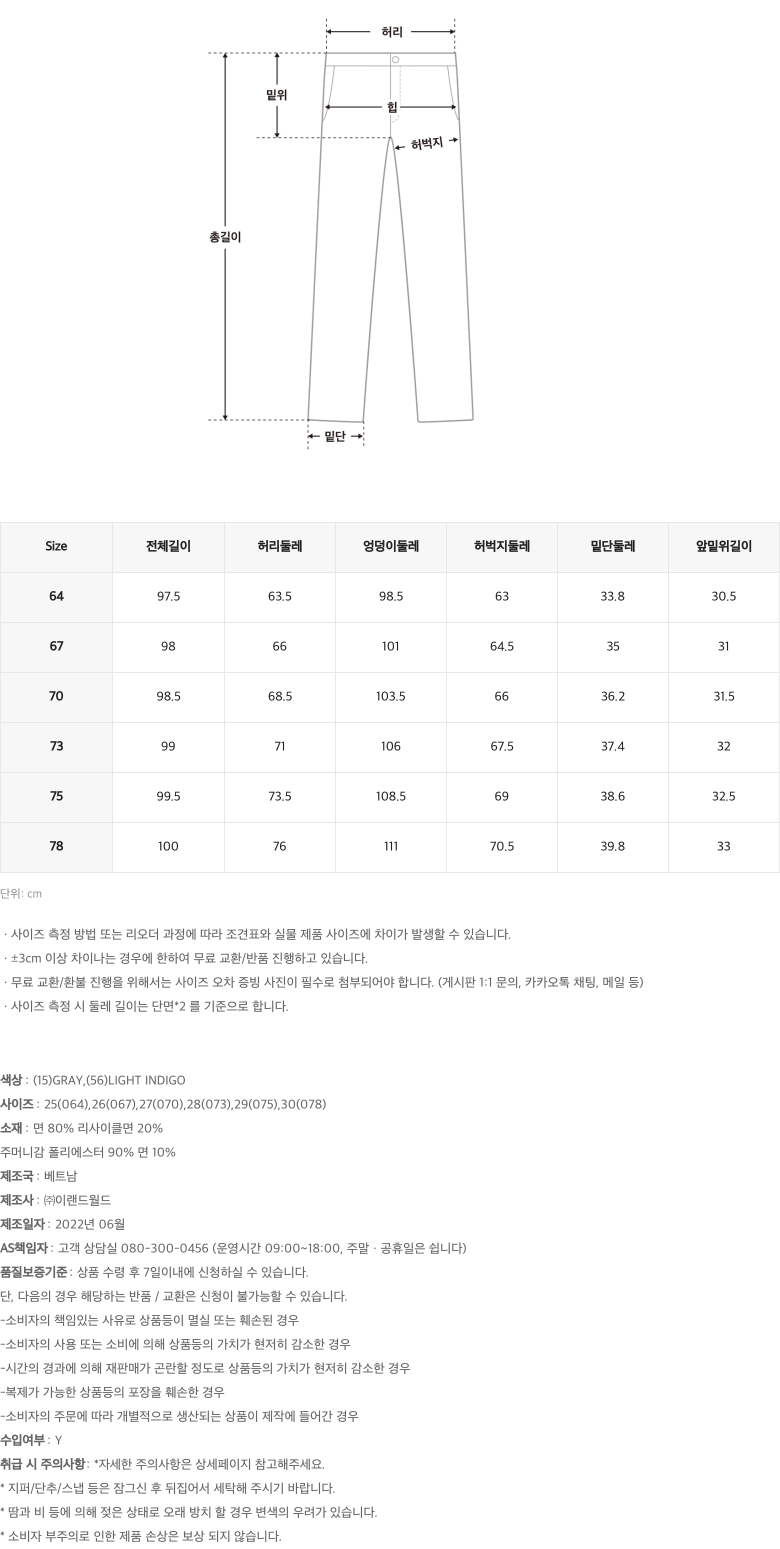 허리
밑위
힙
허벅지
총길이
밑단
Size 전체길이 허리둘레 엉덩이둘레 허벅지둘레 밑단둘레 앞밑위길이
64 97.5 63.5 98.5 63 33.8 30.5
67 98 66 101 64.5 35 31
70 98.5 68.5 103.5 66 36.2 31.5
73 99 71 106 67.5 37.4 32
75 99.5 73.5 108.5 69 38.6 32.5
78 100 76 111 70.5 39.8 33
단위: cm
· 사이즈 측정 방법 또는 리오더 과정에 따라 조견표와 실물 제품 사이즈에 차이가 발생할 수 있습니다.
· ±3cm 이상 차이나는 경우에 한하여 무료 교환/반품 진행하고 있습니다.
· 무료 교환/환불 진행을 위해서는 사이즈 오차 증빙 사진이 필수로 첨부되어야 합니다. (게시판 1:1 문의, 카카오톡 채팅, 메일 등)
· 사이즈 측정 시 둘레 길이는 단면*2 를 기준으로 합니다.
색상 : (15)GRAY,(56)LIGHT INDIGO
사이즈 : 25(064),26(067),27(070),28(073),29(075),30(078)
소재 : 면 80% 리사이클면 20%
주머니감 폴리에스터 90% 면 10%
제조국 : 베트남
제조사 : ㈜이랜드월드
제조일자 : 2022년 06월
AS책임자 : 고객 상담실 080-300-0456 (운영시간 09:00~18:00, 주말 · 공휴일은 쉽니다)
품질보증기준 : 상품 수령 후 7일이내에 신청하실 수 있습니다.
단, 다음의 경우 해당하는 반품 / 교환은 신청이 불가능할 수 있습니다.
-소비자의 책임있는 사유로 상품등이 멸실 또는 훼손된 경우
-소비자의 사용 또는 소비에 의해 상품등의 가치가 현저히 감소한 경우
-시간의 경과에 의해 재판매가 곤란할 정도로 상품등의 가치가 현저히 감소한 경우
-복제가 가능한 상품등의 포장을 훼손한 경우
-소비자의 주문에 따라 개별적으로 생산되는 상품이 제작에 들어간 경우
수입여부 : Y
취급 시 주의사항 : *자세한 주의사항은 상세페이지 참고해주세요.
* 지퍼/단추/스냅 등은 잠그신 후 뒤집어서 세탁해 주시기 바랍니다.
* 땀과 비 등에 의해 젖은 상태로 오래 방치 할 경우 변색의 우려가 있습니다.
* 소비자 부주의로 인한 제품 손상은 보상 되지 않습니다.